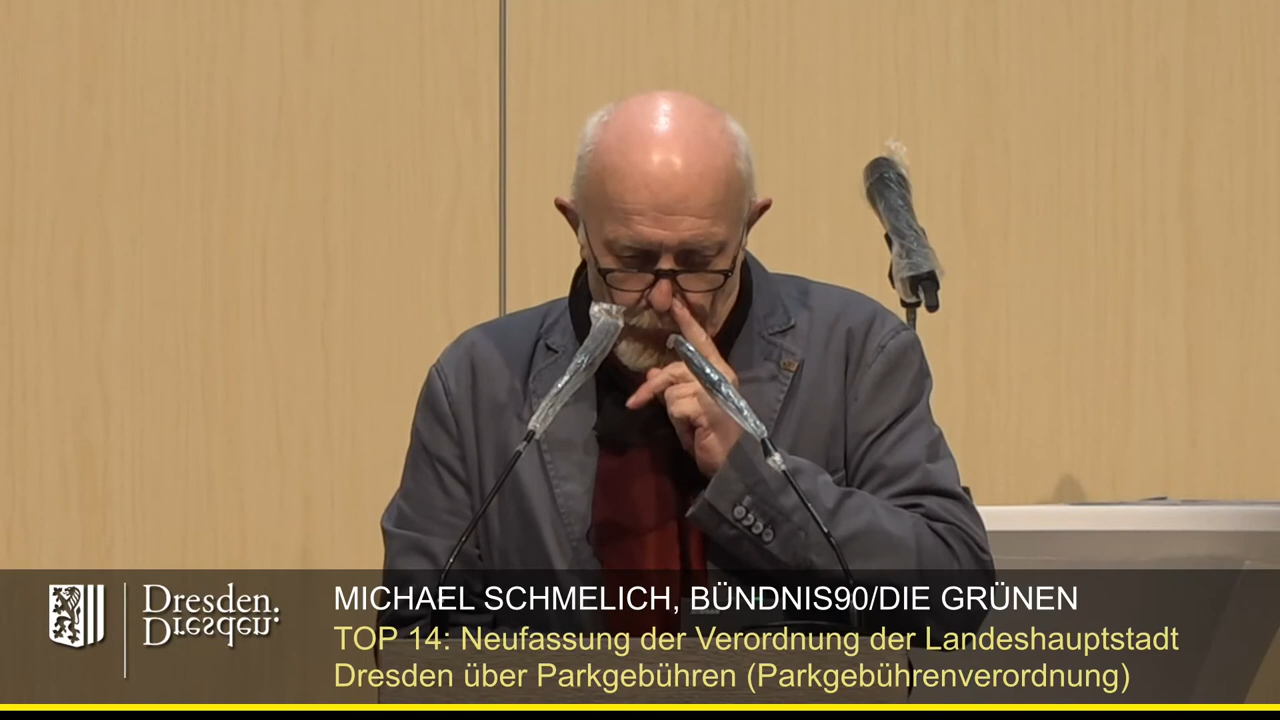 Dresden.
Dresden.
MICHAEL SCHMELICH, BÜNDNIS90/DIE GRÜNEN
TOP 14: Neufassung der Verordnung der Landeshauptstadt
Dresden über Parkgebühren (Parkgebührenverordnung)